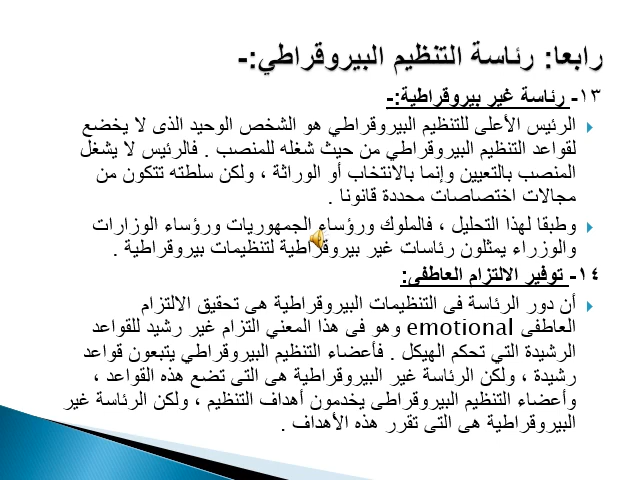 رابعا: رئاسة التنظيم البيروقراطي:-
١٣- رئاسة غير بيروقراطية:-
الرئيس الأعلى للتنظيم البيروقراطي هو الشخص الوحيد الذى لا يخضع
لقواعد التنظيم البيروقراطي من حيث شغله للمنصب . فالرئيس لا يشغل
المنصب بالتعيين وإنما بالانتخاب أو الوراثة ، ولكن سلطته تتكون من
مجالات اختصاصات محددة قانونا .
وطبقا لهذا التحليل ، فالملوك ورؤساء الجمهوريات ورؤساء الوزارات
والوزراء يمثلون رئاسات غير بيروقراطية لتنظيمات بيروقراطية .
١٤- توفير الالتزام العاطفى:
أن دور الرئاسة فى التنظيمات البيروقراطية هى تحقيق الالتزام
العاطفى emotional وهو فى هذا المعني التزام غير رشيد للقواعد
الرشيدة التي تحكم الهيكل . فأعضاء التنظيم البيروقراطي يتبعون قواعد
رشيدة ، ولكن الرئاسة غير البيروقراطية هى التى تضع هذه القواعد ،
وأعضاء التنظيم البيروقراطى يخدمون أهداف التنظيم ، ولكن الرئاسة غير
البيروقراطية هى التى تقرر هذه الأهداف .